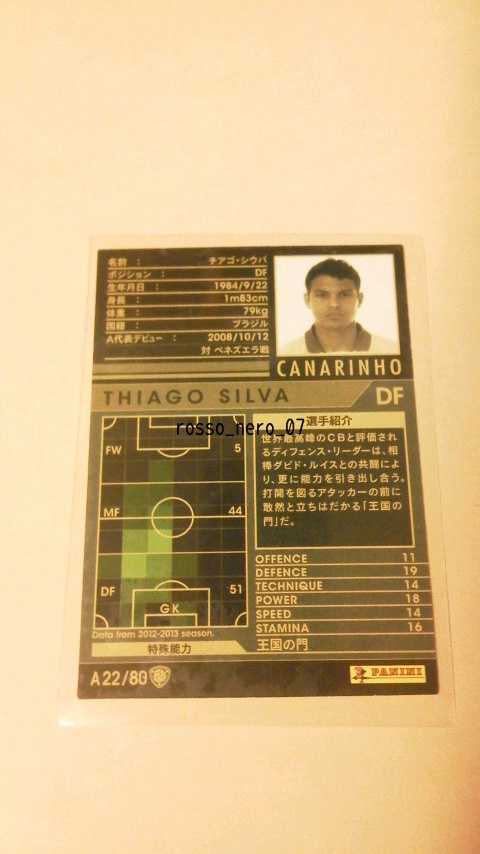 名前 : チアゴ・シウバ
ポジション : DF
生年月日 : 1984/9/22
身長 : 1m83cm
体重 : 79kg
国籍 : ブラジル
A代表デビュー : 2008/10/12
対 ベネズエラ戦
CANARINHO
THIAGO SILVA DF
rosso_nero_07
選手紹介
世界最高峰のCBと評価され
るディフェンス・リーダーは、相
棒ダビド・ルイスとの共闘によ
り、更に能力を引き出し合う。
打開を図るアタッカーの前に
敢然と立ちはだかる「王国の
門」だ。
FW 5
MF 44
DF 51
GK
Data from 2012-2013 season.
OFFENCE 11
DEFENCE 19
TECHNIQUE 14
POWER 18
SPEED 14
STAMINA 16
特殊能力 王国の門
A22/80
PANINI